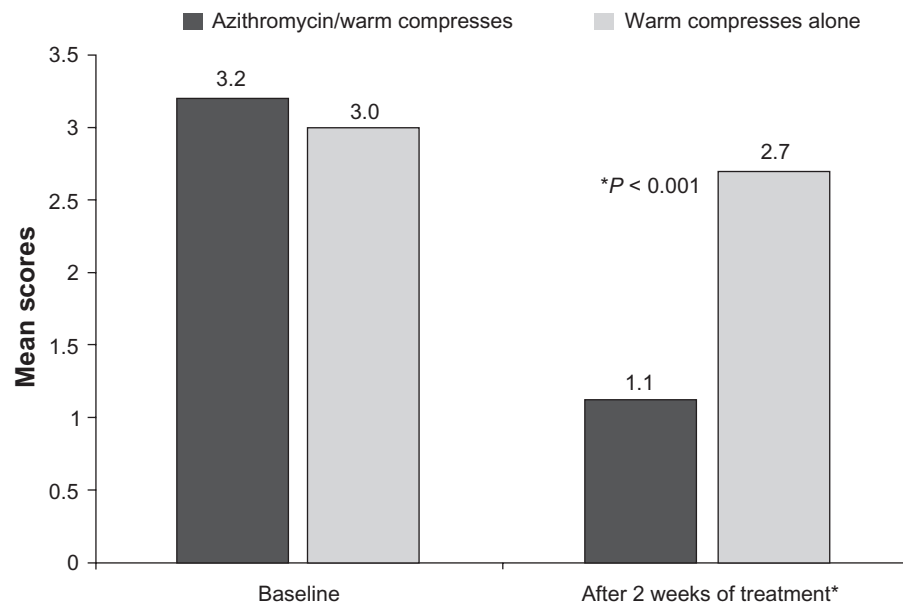 Azithromycin/warm compresses Warm compresses alone
3.5
3
2.5
2
1.5
1
0.5
0
Mean scores
3.2
3.0
1.1
2.7
*P < 0.001
Baseline
After 2 weeks of treatment*